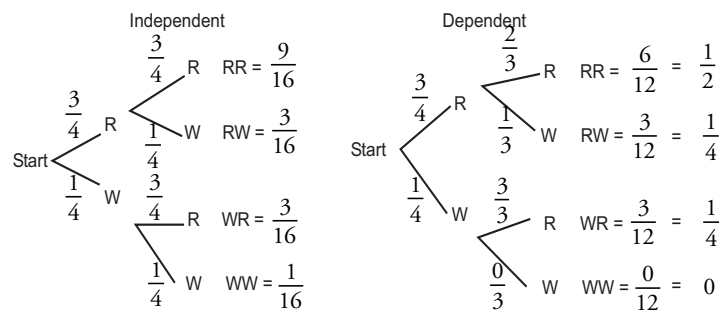 Independent
3/4 R RR = 9/16
3/4 R
1/4 W RW = 3/16
Start
1/4 W
3/4 R WR = 3/16
1/4 W WW = 1/16
Dependent
2/3 R RR = 6/12 = 1/2
3/4 R
1/3 W RW = 3/12 = 1/4
Start
1/4 W
3/3 R WR = 3/12 = 1/4
0/3 W WW = 0/12 = 0